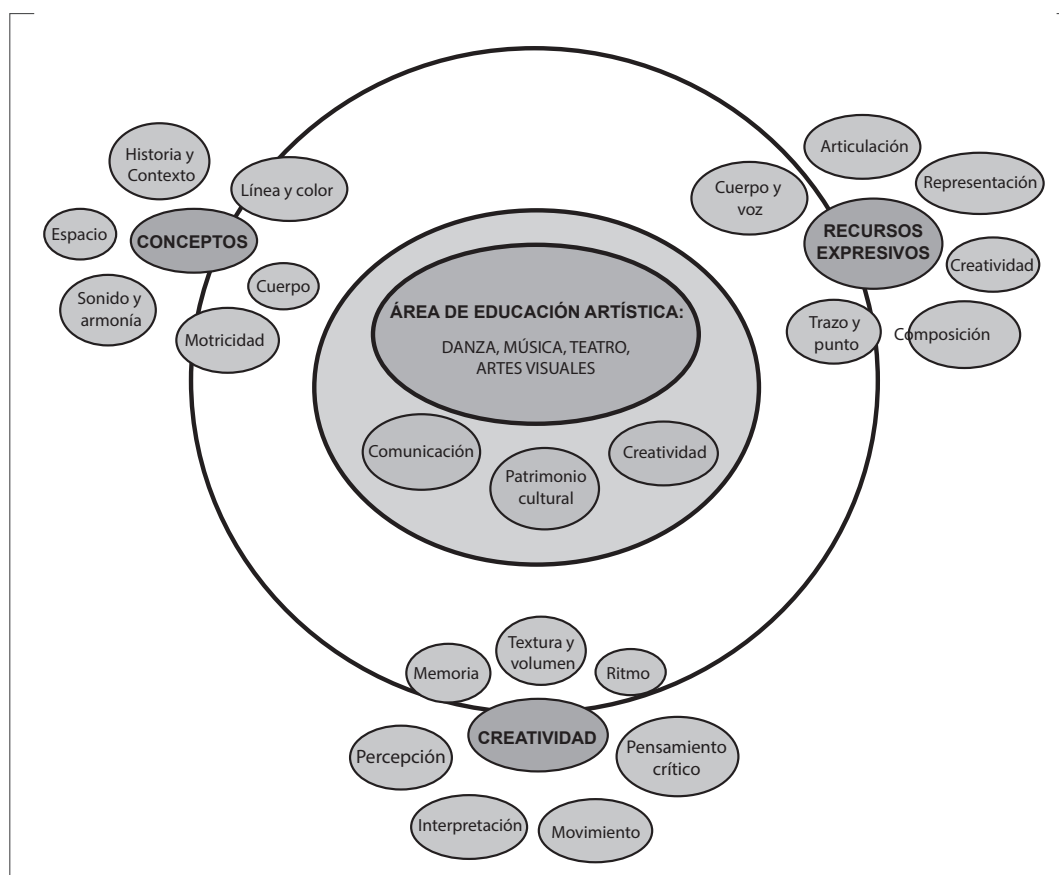 Historia y
Contexto
Línea y color
Espacio
CONCEPTOS
Cuerpo
Sonido y
armonía
Motricidad
Articulación
Cuerpo y
voz
Representación
RECURSOS
EXPRESIVOS
Creatividad
Trazo y
punto
Composición
ÁREA DE EDUCACIÓN ARTÍSTICA:
DANZA, MÚSICA, TEATRO,
ARTES VISUALES
Comunicación
Patrimonio
cultural
Creatividad
Memoria
Textura y
volumen
Ritmo
CREATIVIDAD
Percepción
Pensamiento
crítico
Interpretación
Movimiento